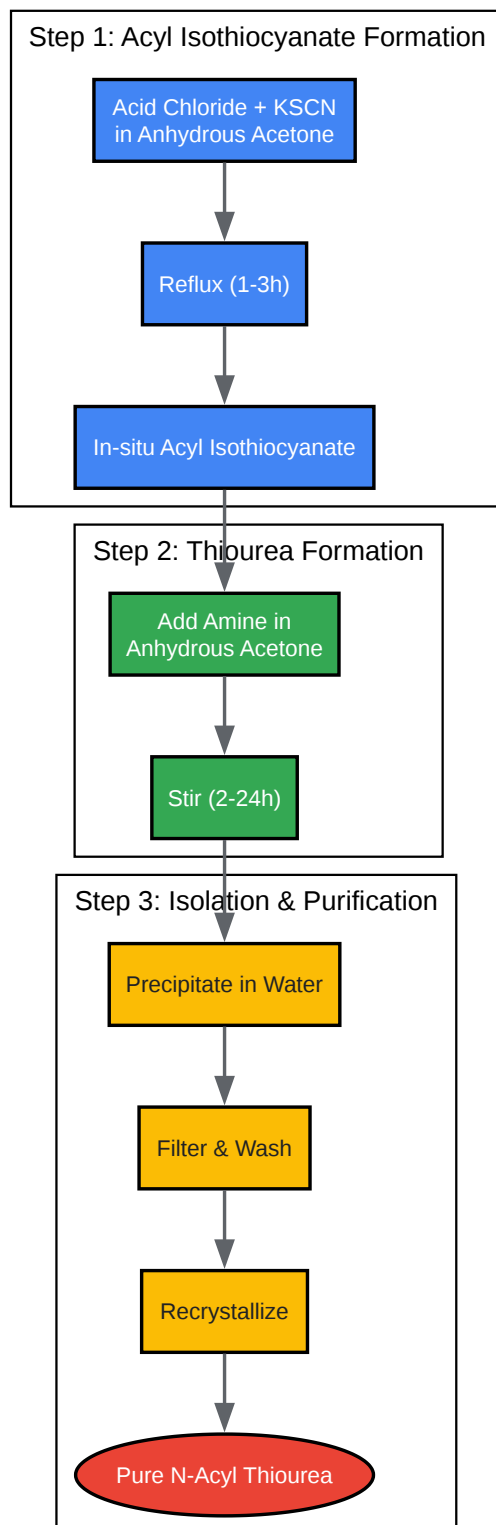 Step 1: Acyl Isothiocyanate Formation
Acid Chloride + KSCN
in Anhydrous Acetone
Reflux (1-3h)
In-situ Acyl Isothiocyanate
Step 2: Thiourea Formation
Add Amine in
Anhydrous Acetone
Stir (2-24h)
Step 3: Isolation & Purification
Precipitate in Water
Filter & Wash
Recrystallize
Pure N-Acyl Thiourea